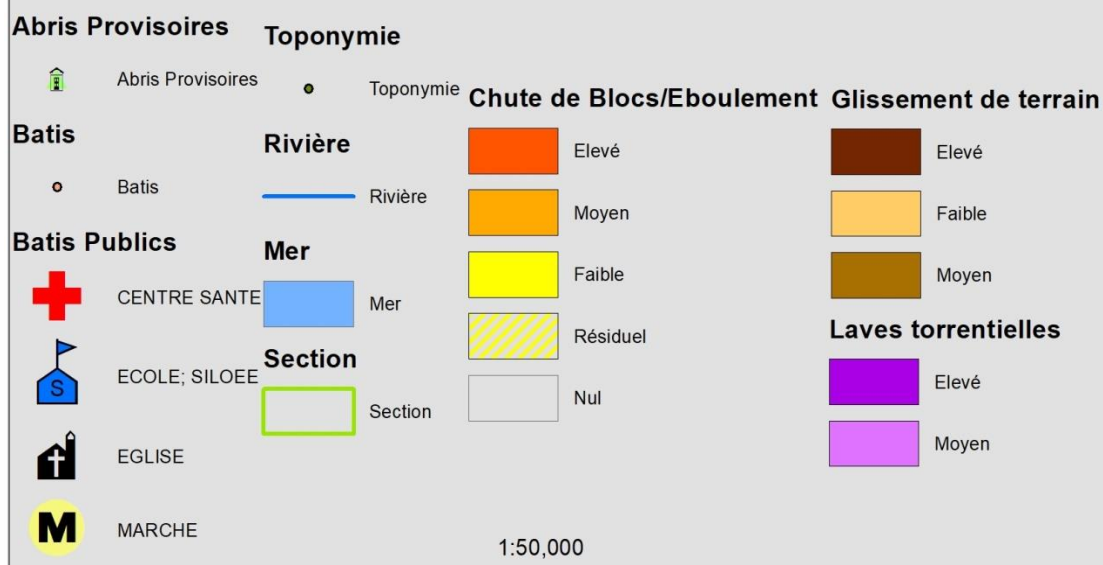 Abris Provisoires
Abris Provisoires
Batis
Batis
Batis Publics
CENTRE SANTE
ECOLE; SILOEE
S
EGLISE
M
MARCHE
Toponymie
Toponymie
Rivière
Rivière
Mer
Mer
Section
Section
Chute de Blocs/Eboulement
Elevé
Moyen
Faible
Résiduel
Nul
1:50,000
Glissement de terrain
Elevé
Faible
Moyen
Laves torrentielles
Elevé
Moyen